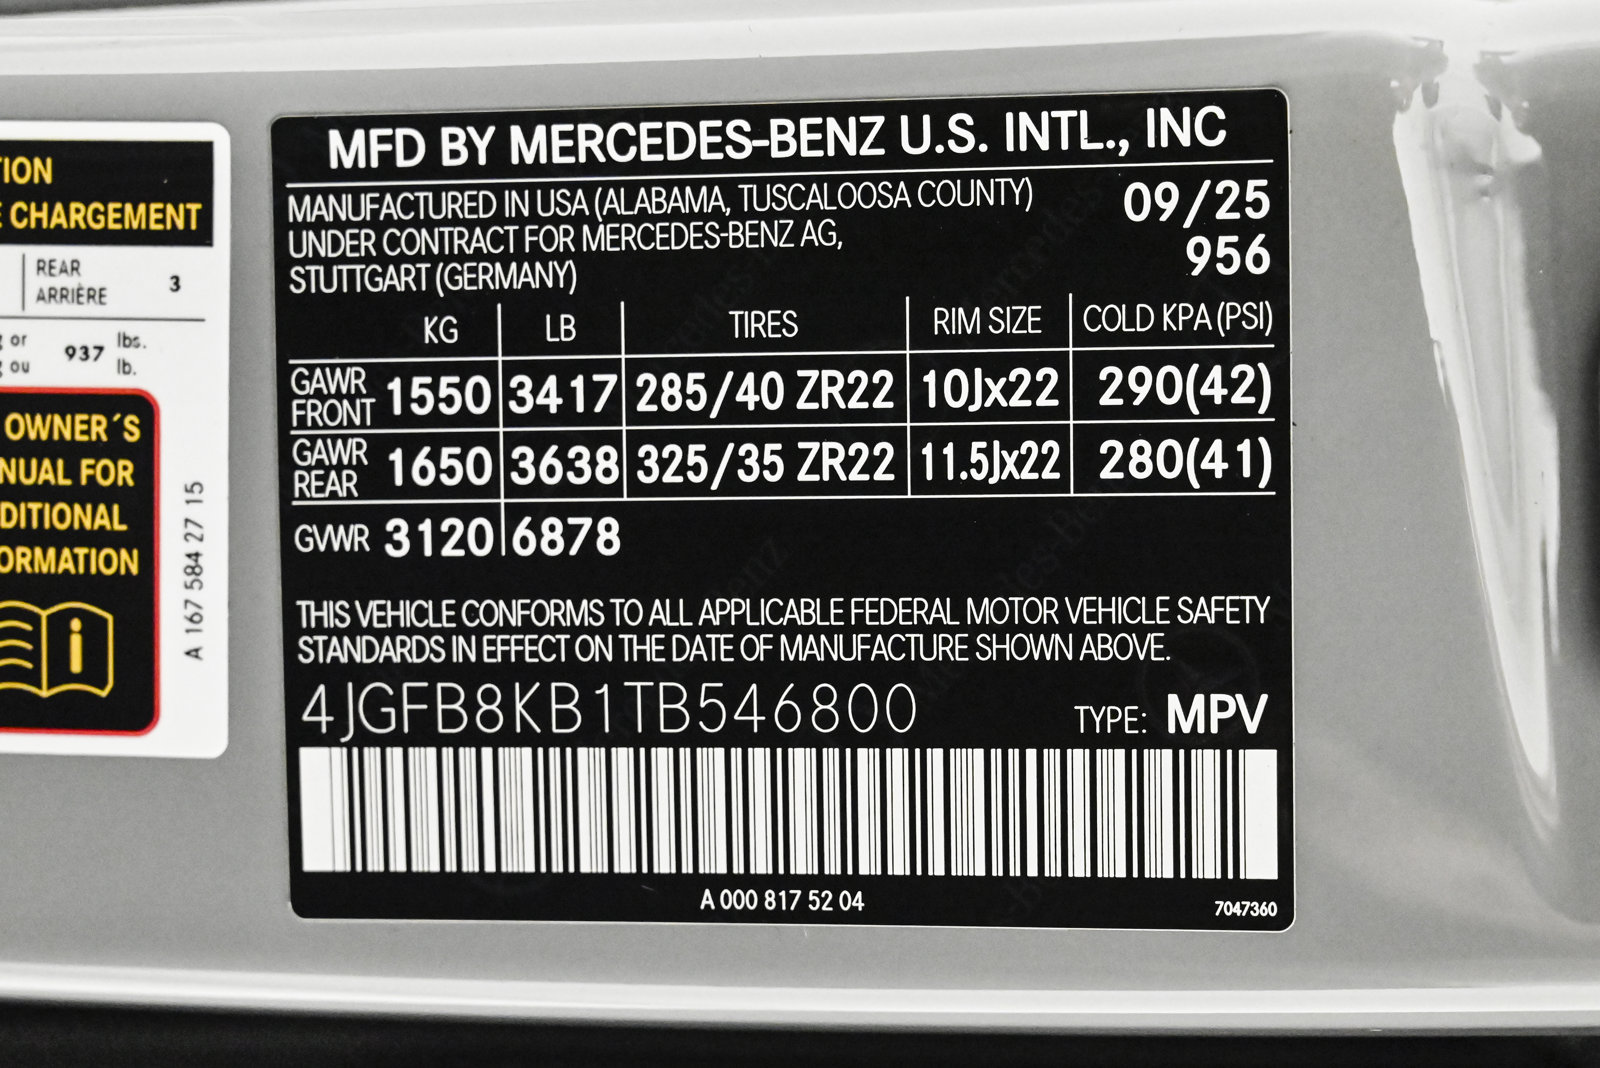 TION
CHARGEMENT
REAR
ARRIÈRE
3
or
ou
937
lbs.
lb.
OWNER´S
NUAL FOR
DITIONAL
ORMATION
i
A 167 584 27 15
MFD BY MERCEDES-BENZ U.S. INTL., INC
MANUFACTURED IN USA (ALABAMA, TUSCALOOSA COUNTY)
UNDER CONTRACT FOR MERCEDES-BENZ AG,
STUTTGART (GERMANY)
09/25
956
KG LB TIRES RIM SIZE COLD KPA (PSI)
GAWR FRONT 1550 3417 285/40 ZR22 10Jx22 290(42)
GAWR REAR 1650 3638 325/35 ZR22 11.5Jx22 280(41)
GVWR 3120 6878
THIS VEHICLE CONFORMS TO ALL APPLICABLE FEDERAL MOTOR VEHICLE SAFETY
STANDARDS IN EFFECT ON THE DATE OF MANUFACTURE SHOWN ABOVE.
4JGFB8KB1TB546800 TYPE: MPV
A 000 817 52 04
7047360